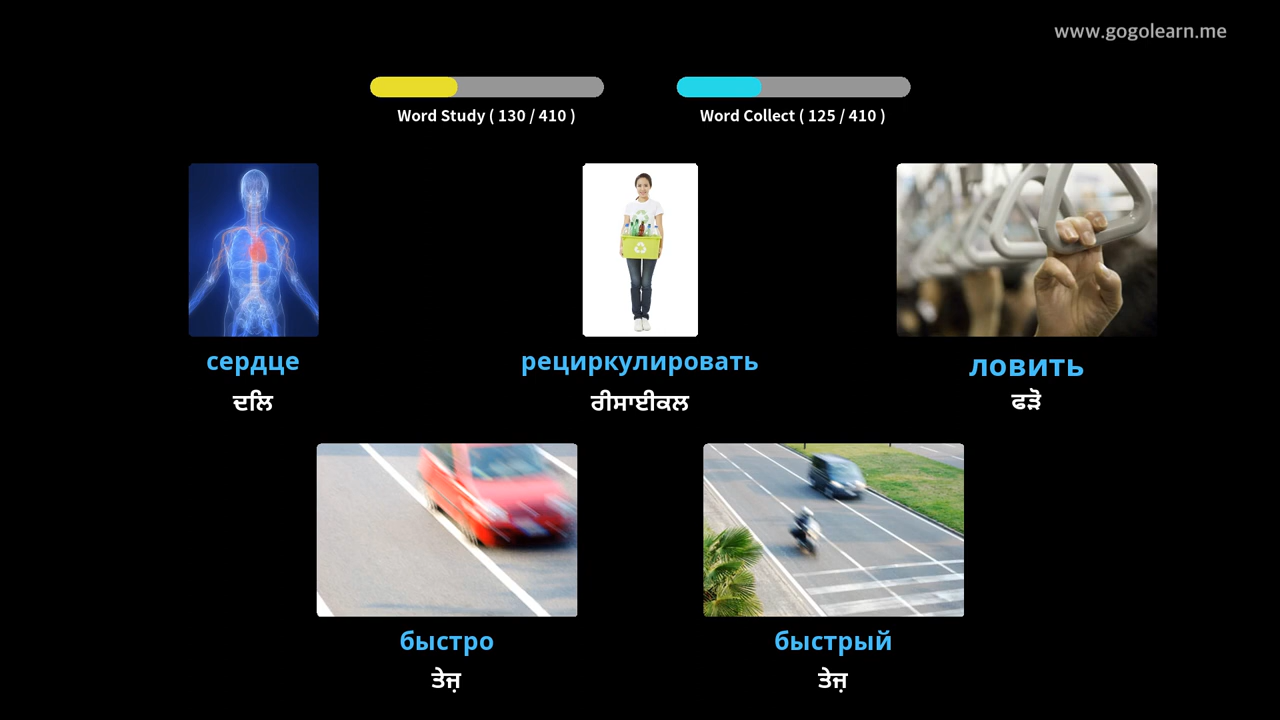 www.gogolearn.me
Word Study ( 130 / 410 )
Word Collect ( 125 / 410 )
сердце
рециркулировать
ловить
ਦਲਿ
ਰੀਸਾਈਕਲ
ਫੜੋ
быстро
быстрый
ਤੇਜ਼
ਤੇਜ਼